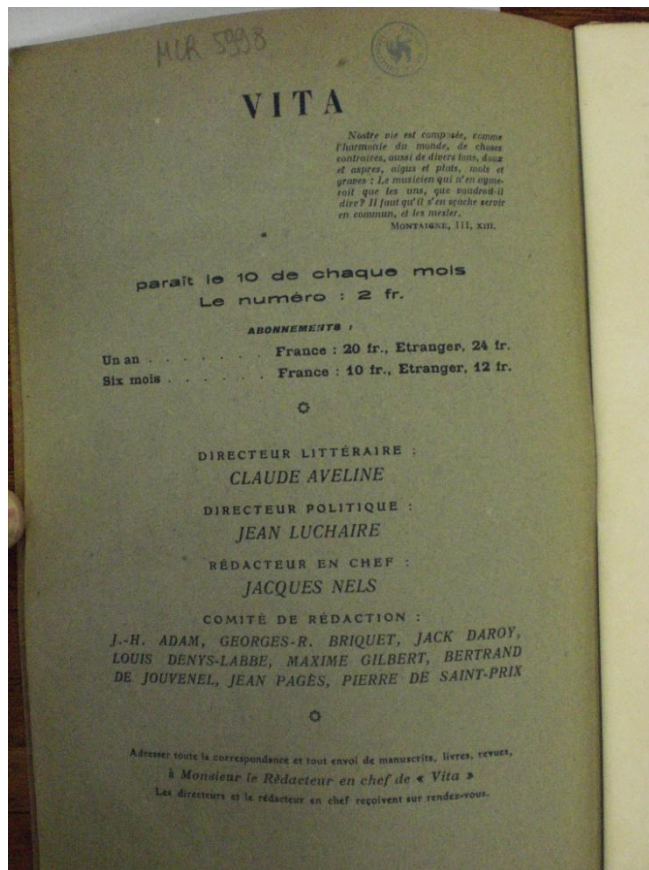 MCR 5998
VITA
Nostre vie est composée, comme
l'harmonie du monde, de choses
contraires, aussi de divers tons, doux
et aspres, aigus et plats, mols et
graves : Le musicien qui n'en ayme-
roit que les uns, que voudroit-il
dire? Il faut qu'il s'en sçache servir
en commun, et les mesler.
MONTAIGNE, III, XIII.
paraît le 10 de chaque mois
Le numéro : 2 fr.
ABONNEMENTS :
Un an . . . . . . . France : 20 fr., Etranger, 24 fr.
Six mois . . . . . . France : 10 fr., Etranger, 12 fr.
DIRECTEUR LITTÉRAIRE :
CLAUDE AVELINE
DIRECTEUR POLITIQUE :
JEAN LUCHAIRE
RÉDACTEUR EN CHEF :
JACQUES NELS
COMITÉ DE RÉDACTION :
J.-H. ADAM, GEORGES-R. BRIQUET, JACK DAROY,
LOUIS DENYS-LABBE, MAXIME GILBERT, BERTRAND
DE JOUVENEL, JEAN PAGÈS, PIERRE DE SAINT-PRIX
Adresser toute la correspondance et tout envoi de manuscrits, livres, revues,
à Monsieur le Rédacteur en chef de « Vita »
Les directeurs et le rédacteur en chef reçoivent sur rendez-vous.